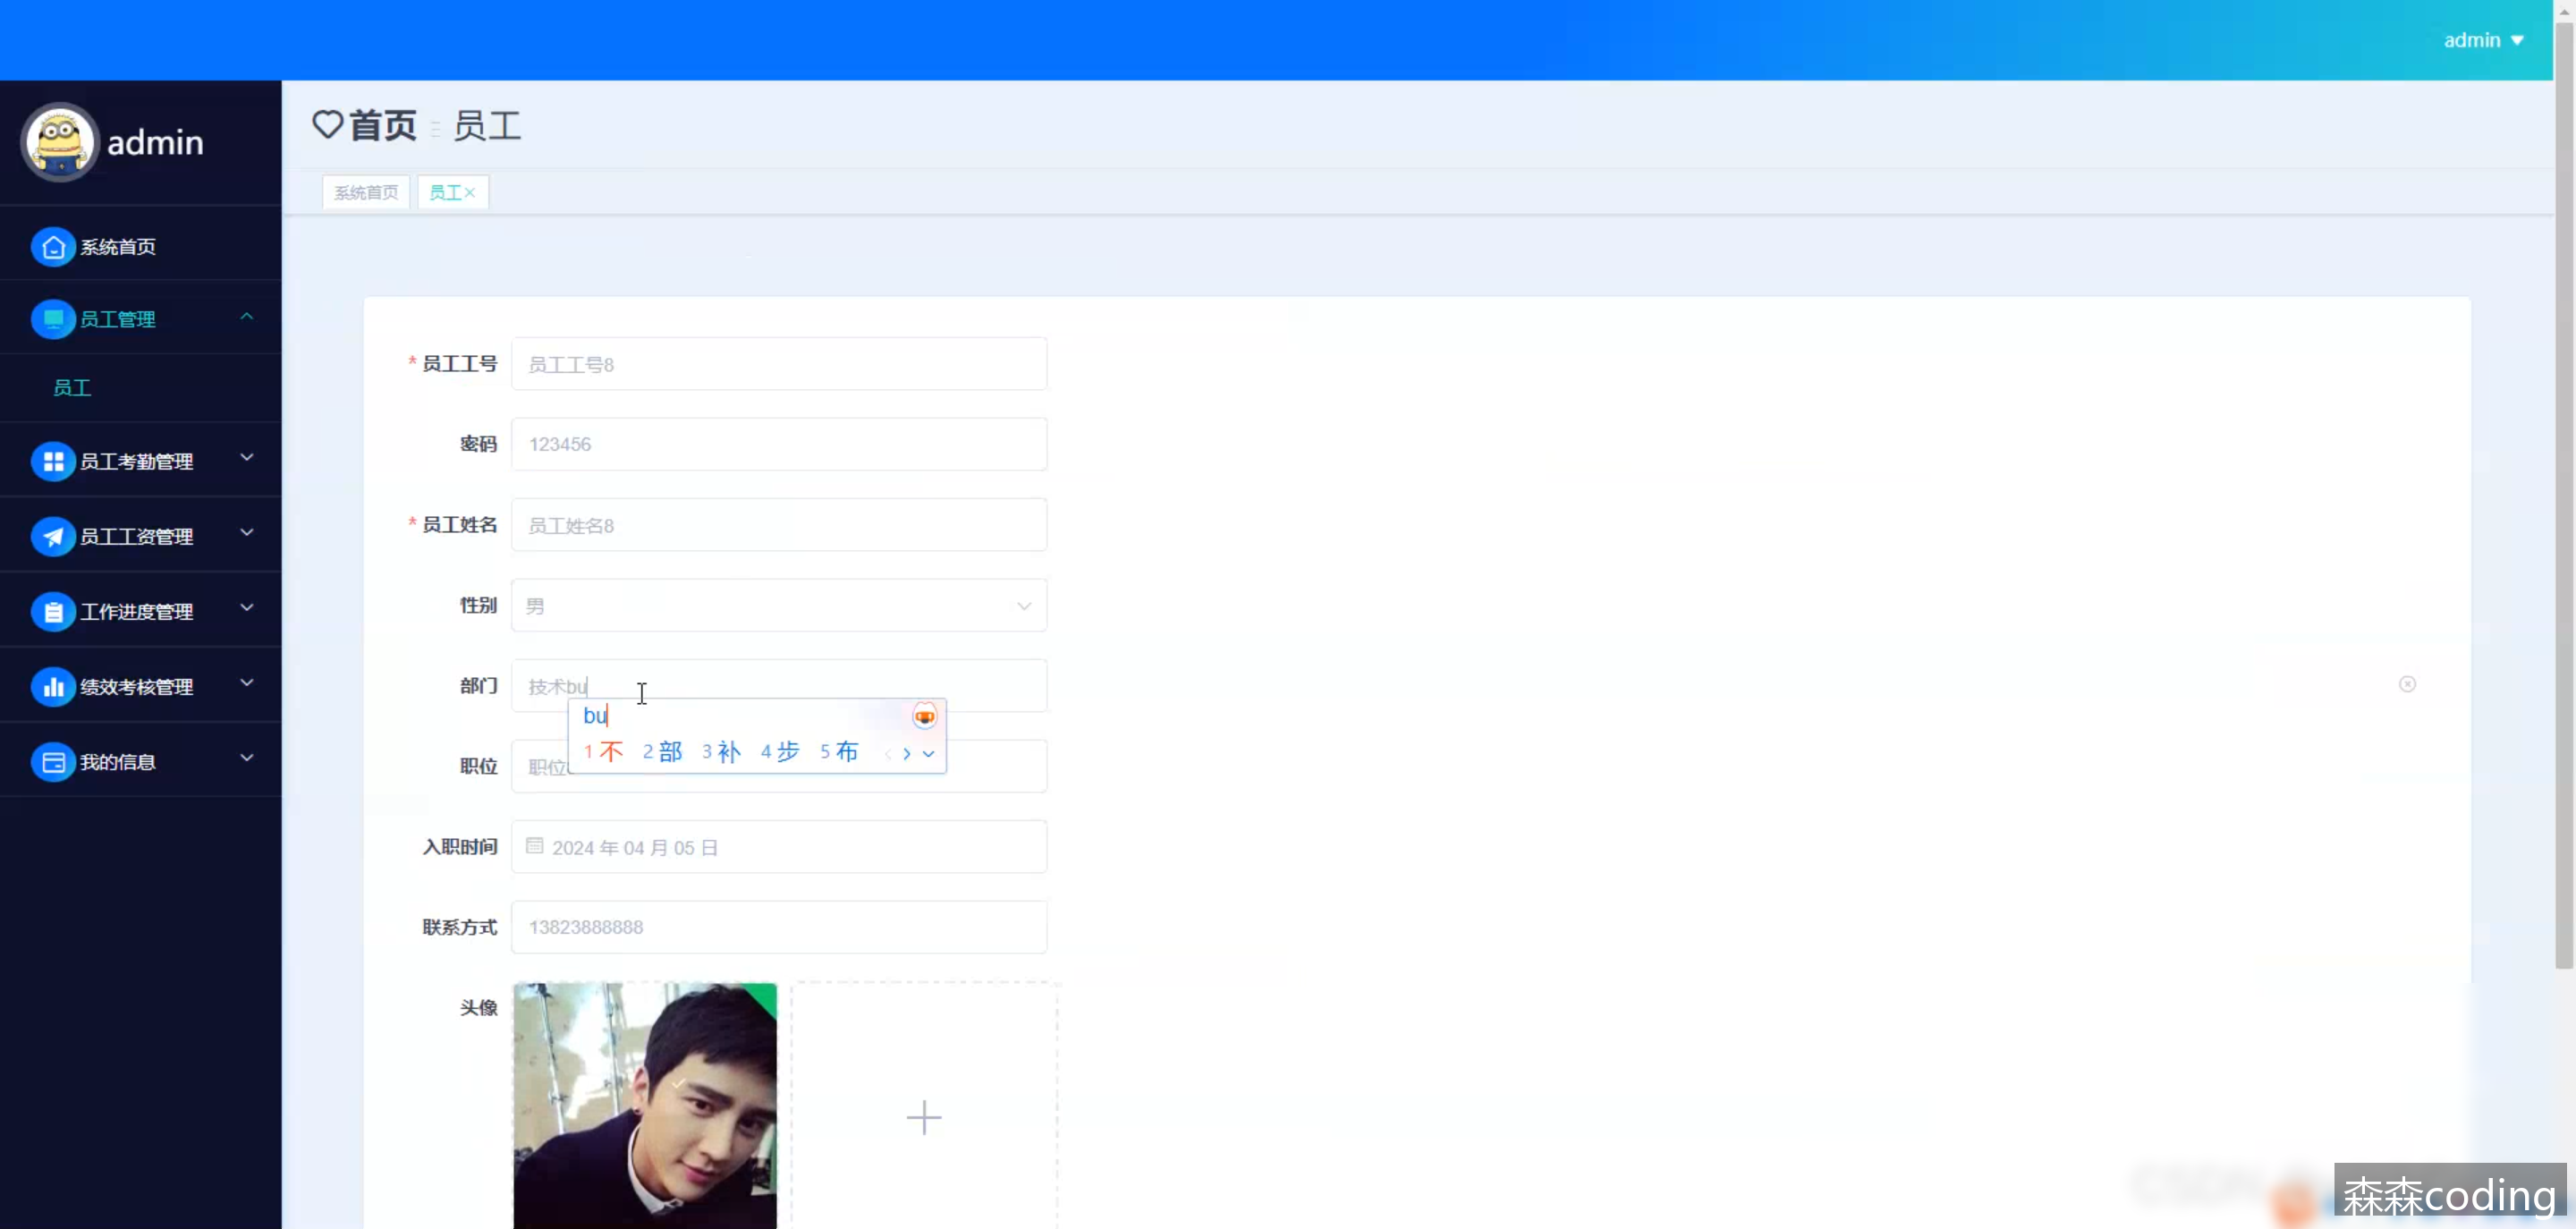 admin
admin
首页 员工
系统首页 员工×
系统首页
员工管理
员工
员工考勤管理
员工工资管理
工作进度管理
绩效考核管理
我的信息
* 员工工号 员工工号8
密码 123456
* 员工姓名 员工姓名8
性别 男
部门 技术bu
bu
1 不 2 部 3 补 4 步 5 布
职位 职位
入职时间 2024 年 04 月 05 日
联系方式 13823888888
头像
森森coding